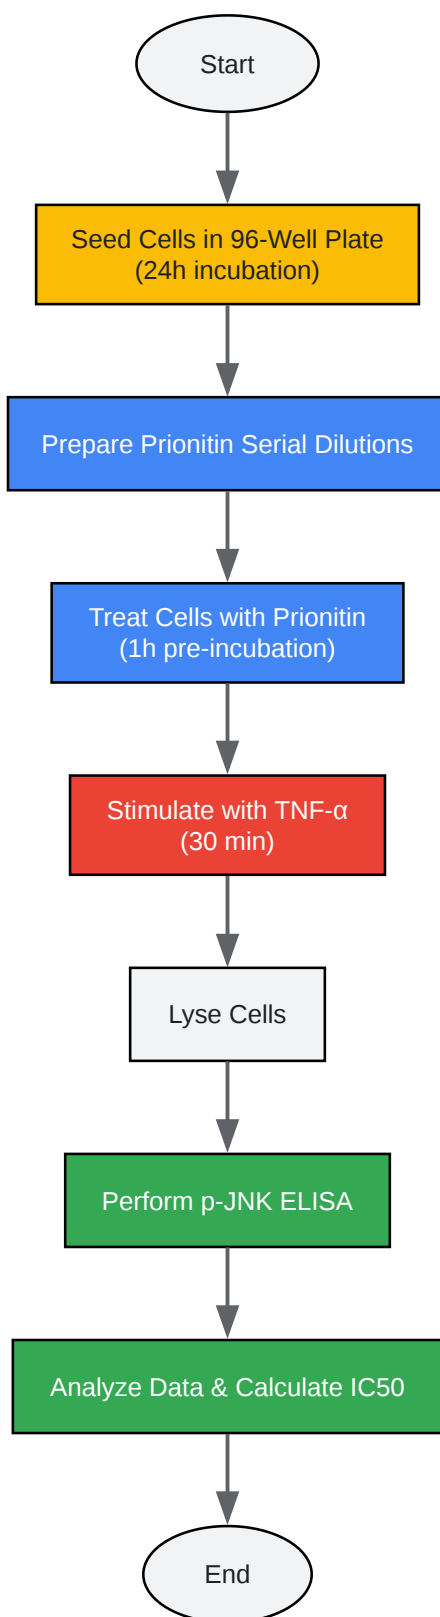 Start
Seed Cells in 96-Well Plate
(24h incubation)
Prepare Prionitin Serial Dilutions
Treat Cells with Prionitin
(1h pre-incubation)
Stimulate with TNF-α
(30 min)
Lyse Cells
Perform p-JNK ELISA
Analyze Data & Calculate IC50
End